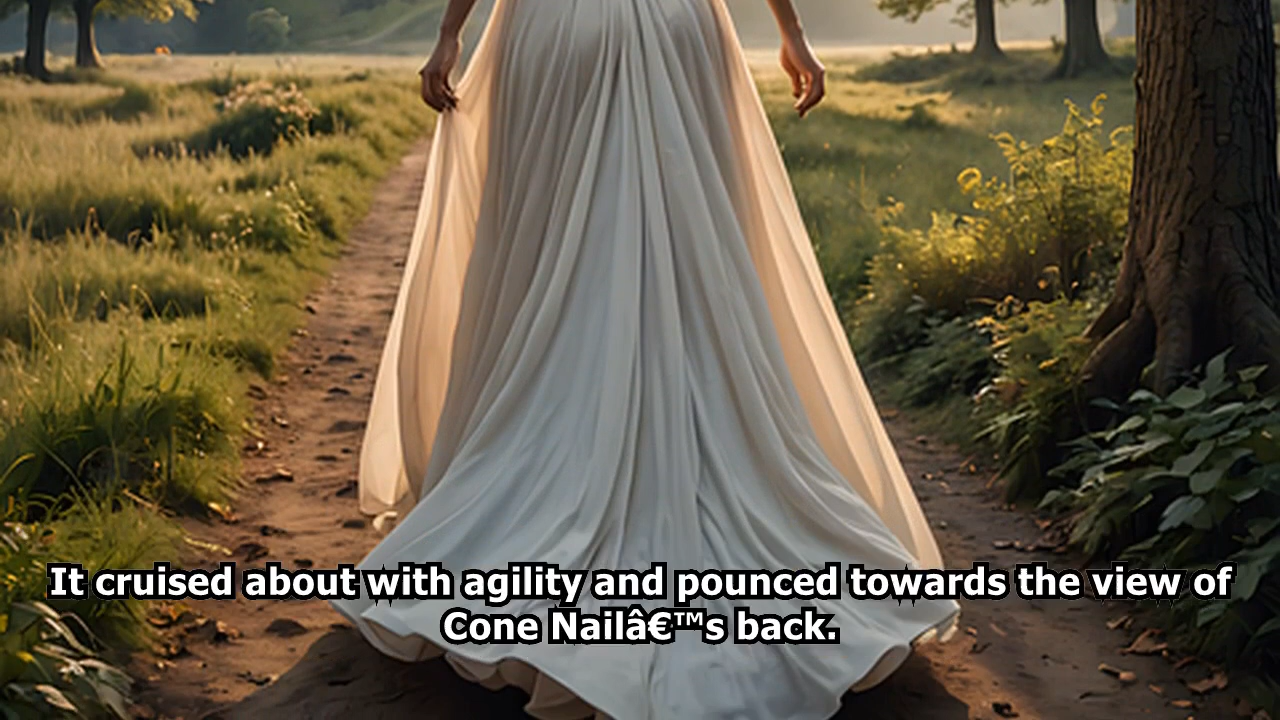 It cruised about with agility and pounced towards the view of
Cone Nailâ€™s back.